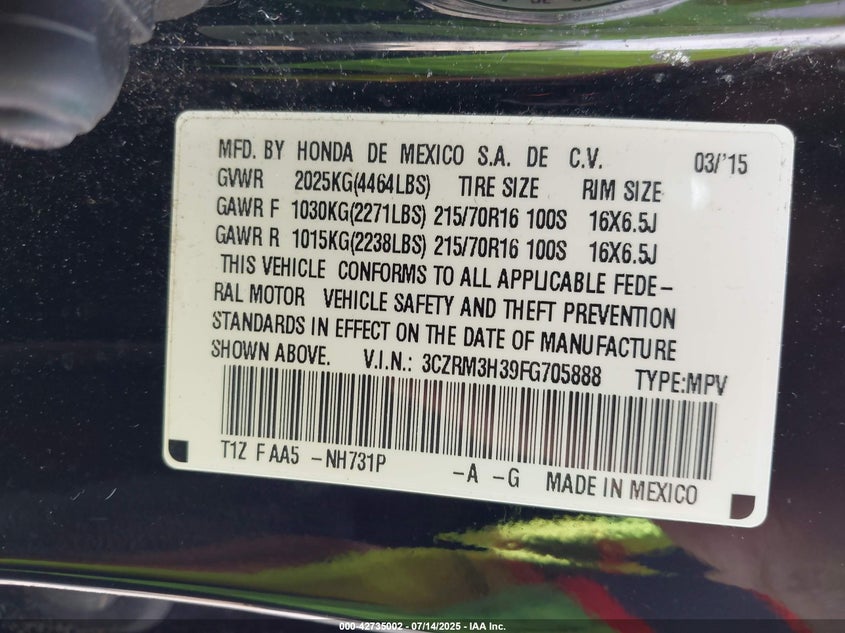 MFD. BY HONDA DE MEXICO S.A. DE C.V. 03/'15
GVWR 2025KG(4464LBS) TIRE SIZE RIM SIZE
GAWR F 1030KG(2271LBS) 215/70R16 100S 16X6.5J
GAWR R 1015KG(2238LBS) 215/70R16 100S 16X6.5J
THIS VEHICLE CONFORMS TO ALL APPLICABLE FEDE-
RAL MOTOR VEHICLE SAFETY AND THEFT PREVENTION
STANDARDS IN EFFECT ON THE DATE OF MANUFACTURE
SHOWN ABOVE. V.I.N.: 3CZRM3H39FG705888 TYPE:MPV
T1Z FAA5 -NH731P -A -G MADE IN MEXICO
000-42735002 - 07/14/2025 - IAA Inc.